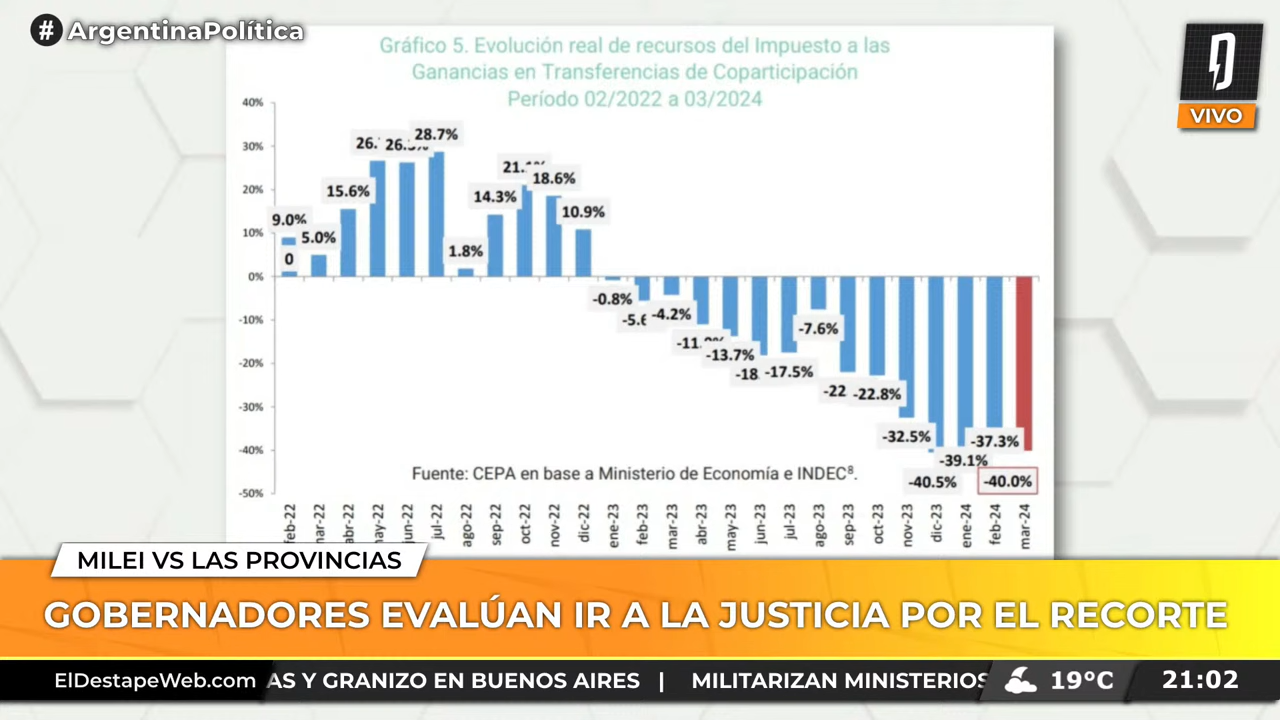 # ArgentinaPolítica
VIVO
Gráfico 5. Evolución real de recursos del Impuesto a las
Ganancias en Transferencias de Coparticipación
Período 02/2022 a 03/2024
40%
30%
20%
10%
0%
-10%
-20%
-30%
-40%
-50%
9.0%
0
5.0%
15.6%
28.7%
1.8%
14.3%
18.6%
10.9%
-0.8%
-4.2%
-13.7%
-17.5%
-7.6%
-22.8%
-32.5%
-40.5%
-39.1%
-37.3%
-40.0%
Fuente: CEPA en base a Ministerio de Economía e INDEC⁸.
feb-22
mar-22
abr-22
may-22
jun-22
jul-22
ago-22
sep-22
oct-22
nov-22
dic-22
ene-23
feb-23
mar-23
abr-23
may-23
jun-23
jul-23
ago-23
sep-23
oct-23
nov-23
dic-23
ene-24
feb-24
mar-24
MILEI VS LAS PROVINCIAS
GOBERNADORES EVALÚAN IR A LA JUSTICIA POR EL RECORTE
ElDestapeWeb.com AS Y GRANIZO EN BUENOS AIRES | MILITARIZAN MINISTERIOS 19°C 21:02